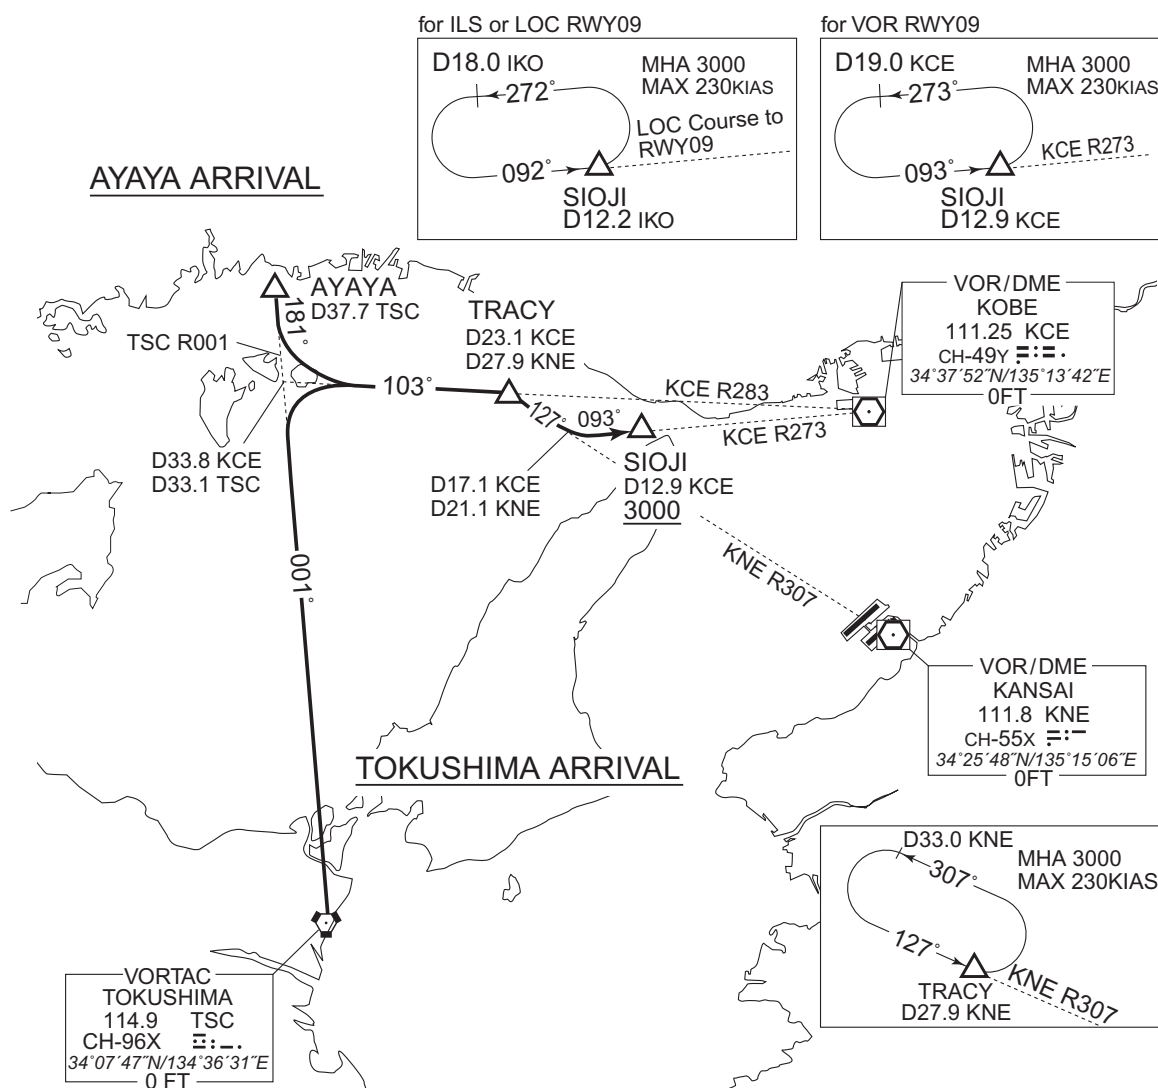 for ILS or LOC RWY09
D18.0 IKO
MHA 3000
MAX 230KIAS
272°
LOC Course to
RWY09
092°
SIOJI
D12.2 IKO
for VOR RWY09
D19.0 KCE
MHA 3000
MAX 230KIAS
273°
KCE R273
093°
SIOJI
D12.9 KCE
AYAYA ARRIVAL
AYAYA
D37.7 TSC
181°
TSC R001
TRACY
D23.1 KCE
D27.9 KNE
103°
KCE R283
127°
093°
KCE R273
D33.8 KCE
D33.1 TSC
D17.1 KCE
D21.1 KNE
SIOJI
D12.9 KCE
3000
VOR/DME
KOBE
111.25 KCE
CH-49Y
34°37´52˝N/135°13´42˝E
0FT
KNE R307
001°
VOR/DME
KANSAI
111.8 KNE
CH-55X
34°25´48˝N/135°15´06˝E
0FT
TOKUSHIMA ARRIVAL
D33.0 KNE
MHA 3000
MAX 230KIAS
307°
127°
TRACY
D27.9 KNE
KNE R307
VORTAC
TOKUSHIMA
114.9 TSC
CH-96X
34°07´47˝N/134°36´31˝E
0 FT